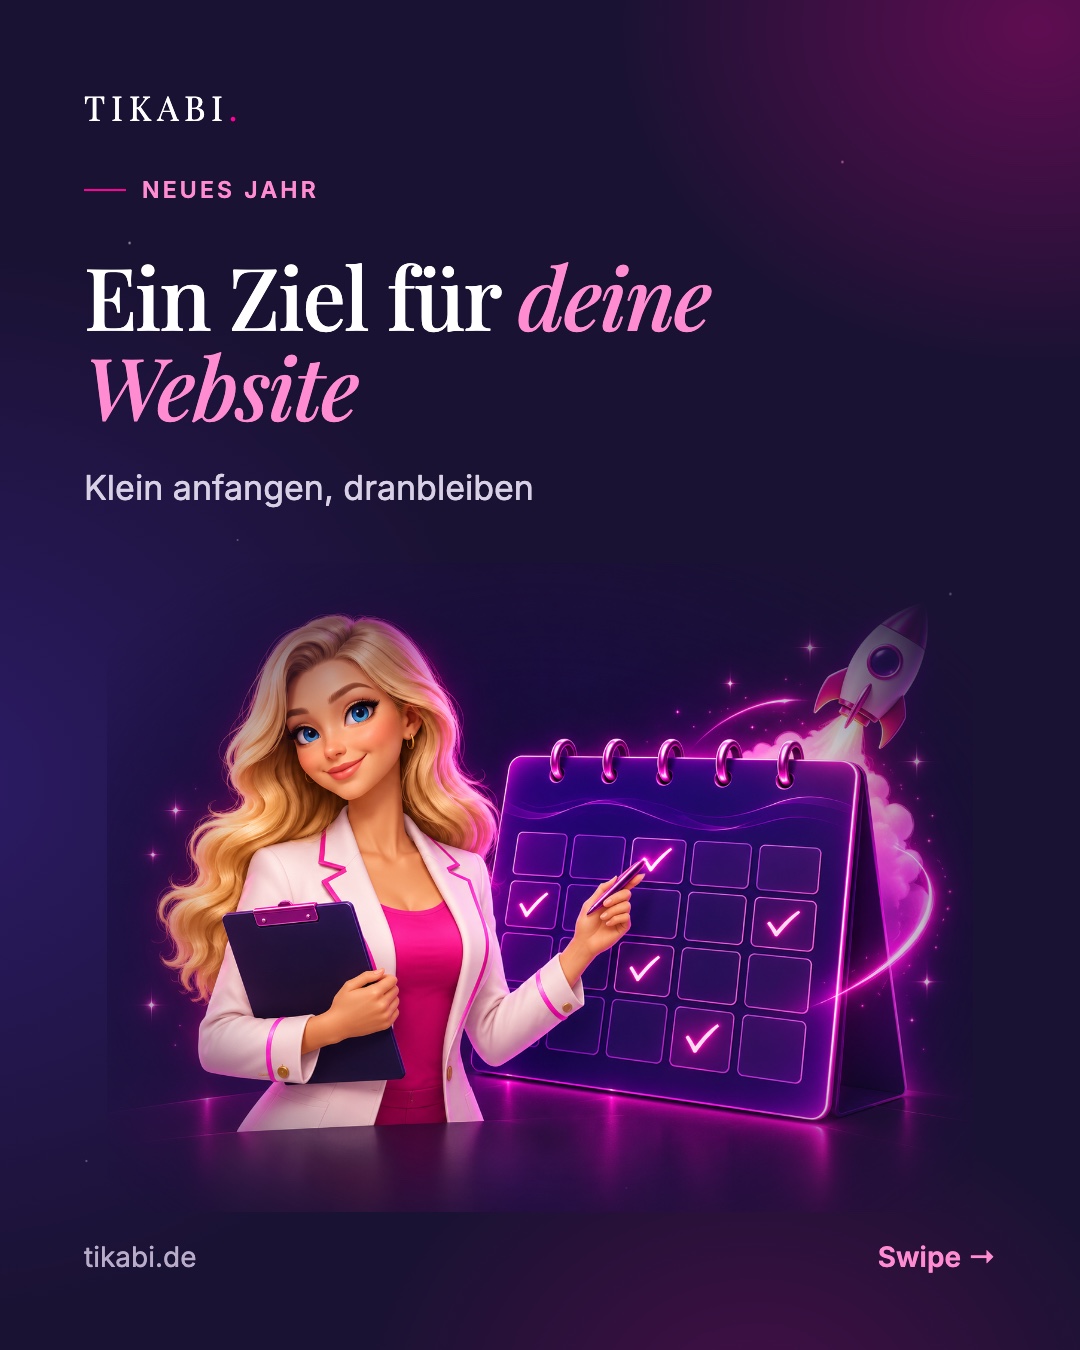 TIKABI.
NEUES JAHR
Ein Ziel für deine
Website
Klein anfangen, dranbleiben
tikabi.de
Swipe →